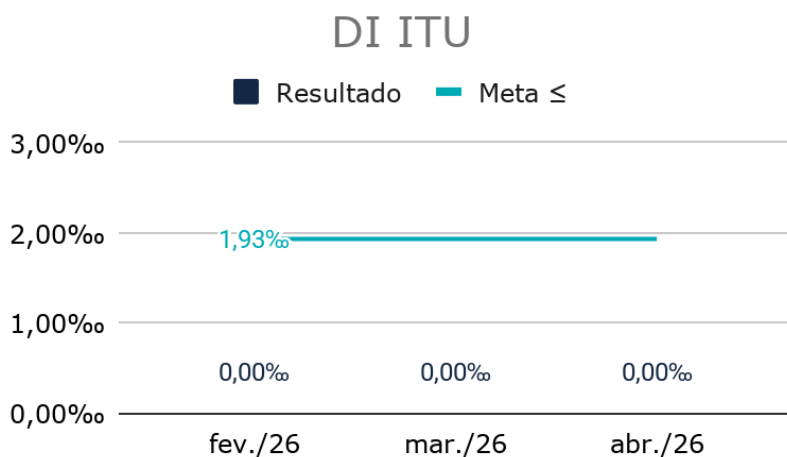 DI ITU
Resultado Meta ≤
3,00‰
2,00‰
1,93‰
1,00‰
0,00‰ 0,00‰ 0,00‰
0,00‰
fev./26 mar./26 abr./26